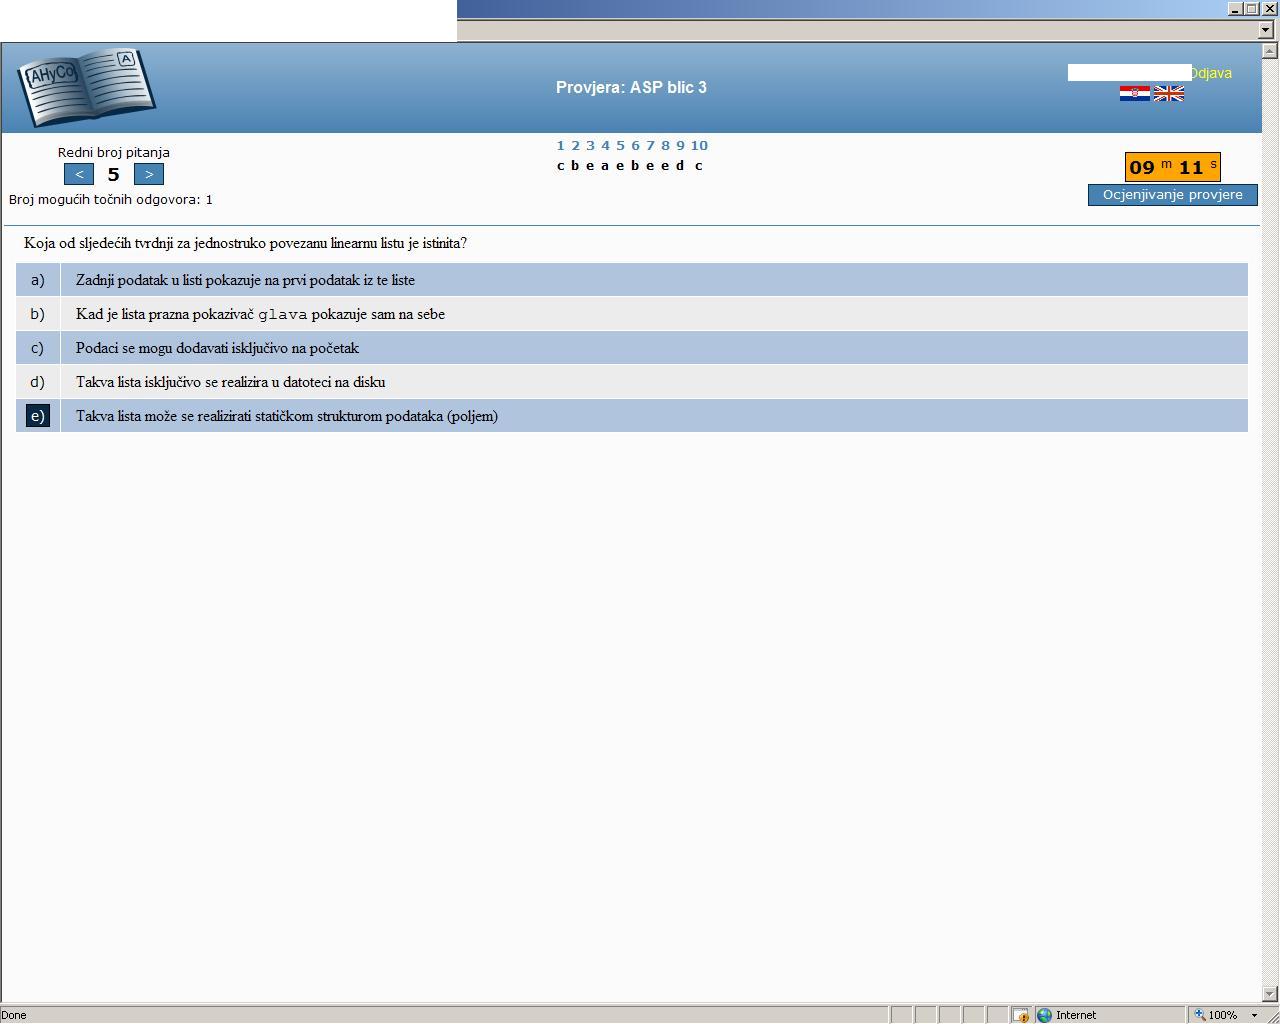 AHyCo
A
Provjera: ASP blic 3
Odjava
Redni broj pitanja
< 5 >
Broj mogućih točnih odgovora: 1
1 2 3 4 5 6 7 8 9 10
c b e a e b e e d c
09 m 11 s
Ocjenjivanje provjere
Koja od sljedećih tvrdnji za jednostruko povezanu linearnu listu je istinita?
a) Zadnji podatak u listi pokazuje na prvi podatak iz te liste
b) Kad je lista prazna pokazivač glava pokazuje sam na sebe
c) Podaci se mogu dodavati isključivo na početak
d) Takva lista isključivo se realizira u datoteci na disku
e) Takva lista može se realizirati statičkom strukturom podataka (poljem)
Done
Internet
100%